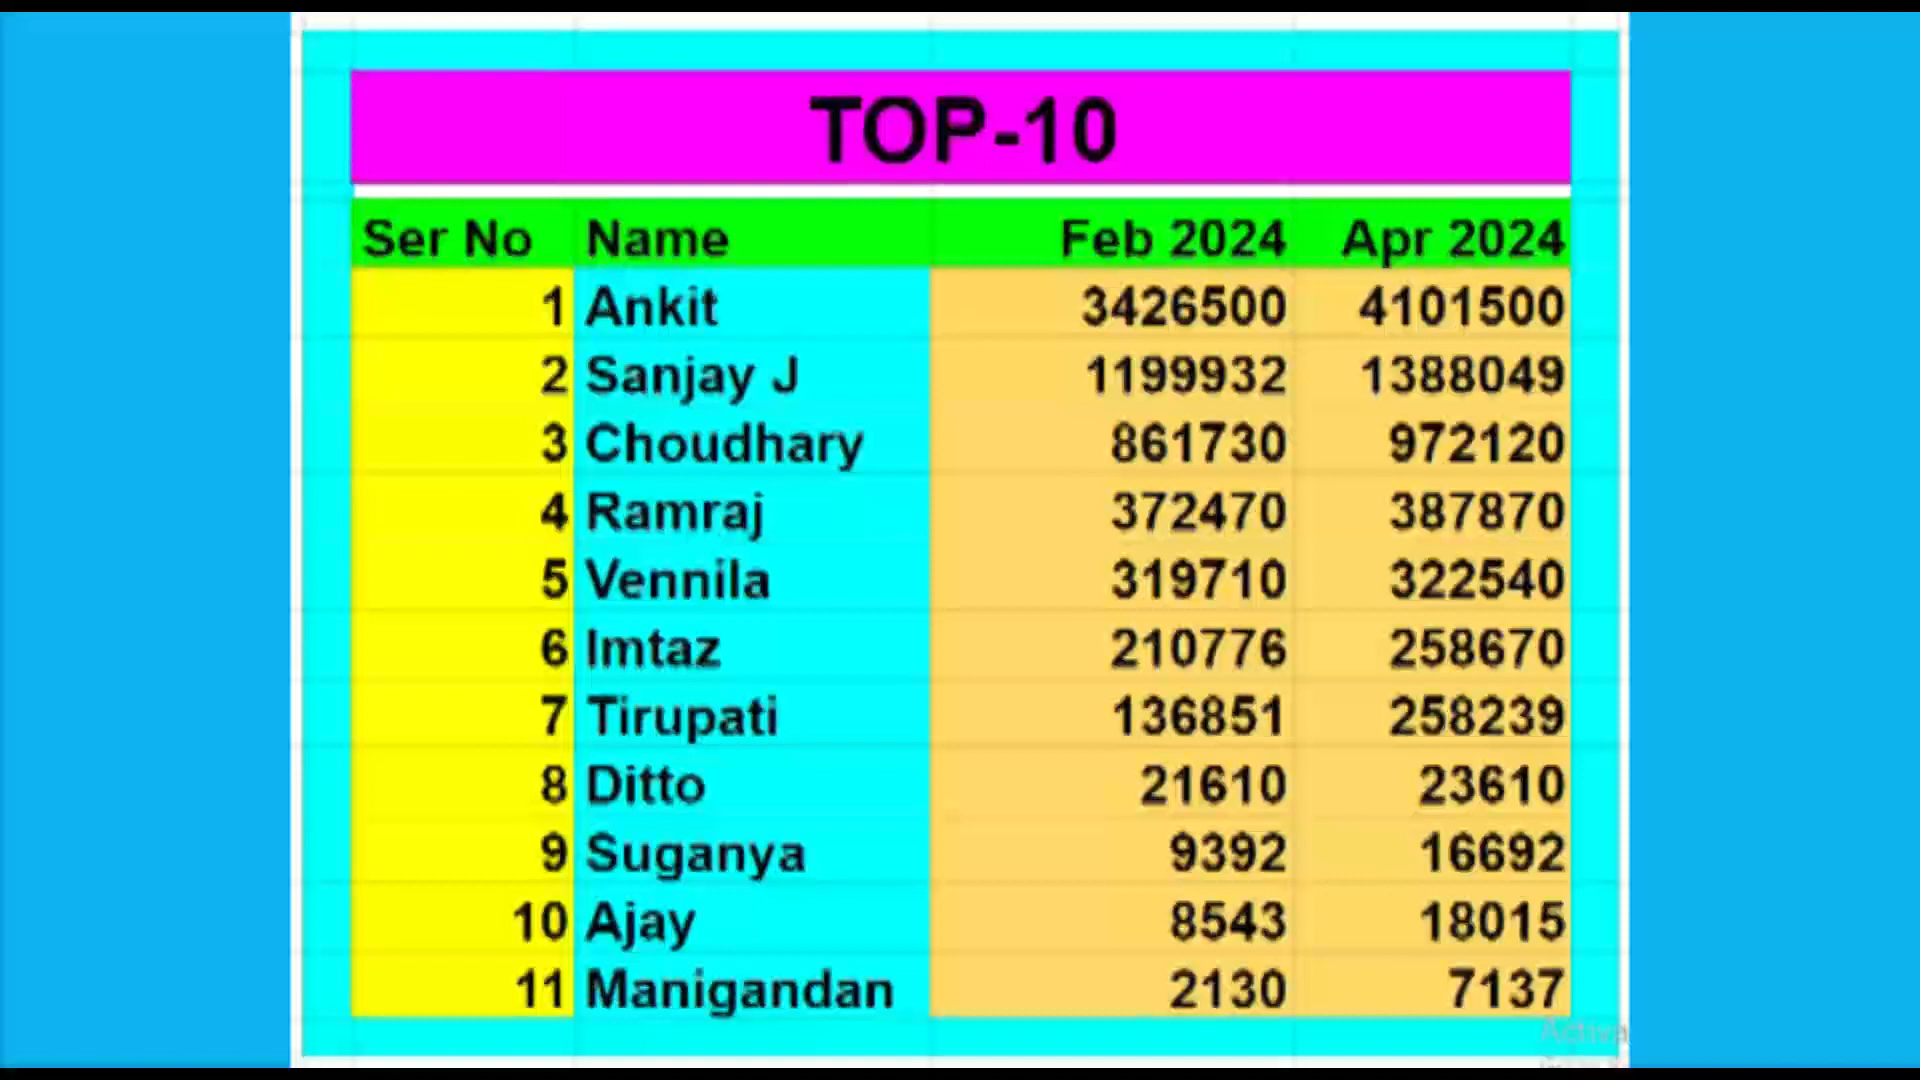 TOP-10
Ser No Name Feb 2024 Apr 2024
1 Ankit 3426500 4101500
2 Sanjay J 1199932 1388049
3 Choudhary 861730 972120
4 Ramraj 372470 387870
5 Vennila 319710 322540
6 Imtaz 210776 258670
7 Tirupati 136851 258239
8 Ditto 21610 23610
9 Suganya 9392 16692
10 Ajay 8543 18015
11 Manigandan 2130 7137
Activa